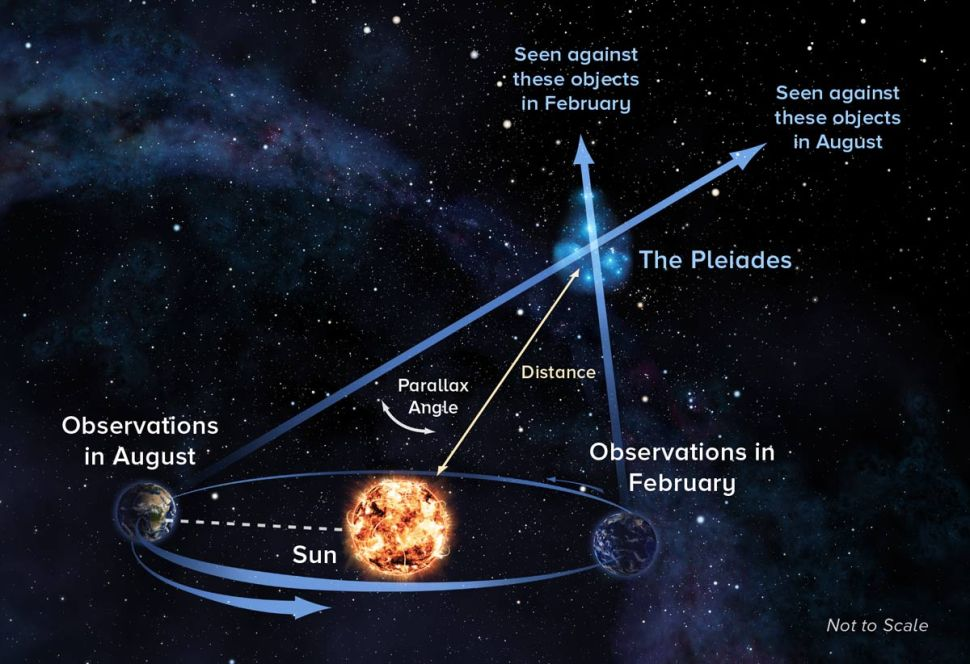 Seen against
these objects
in February
Seen against
these objects
in August
The Pleiades
Distance
Parallax
Angle
Observations
in August
Observations in
February
Sun
Not to Scale